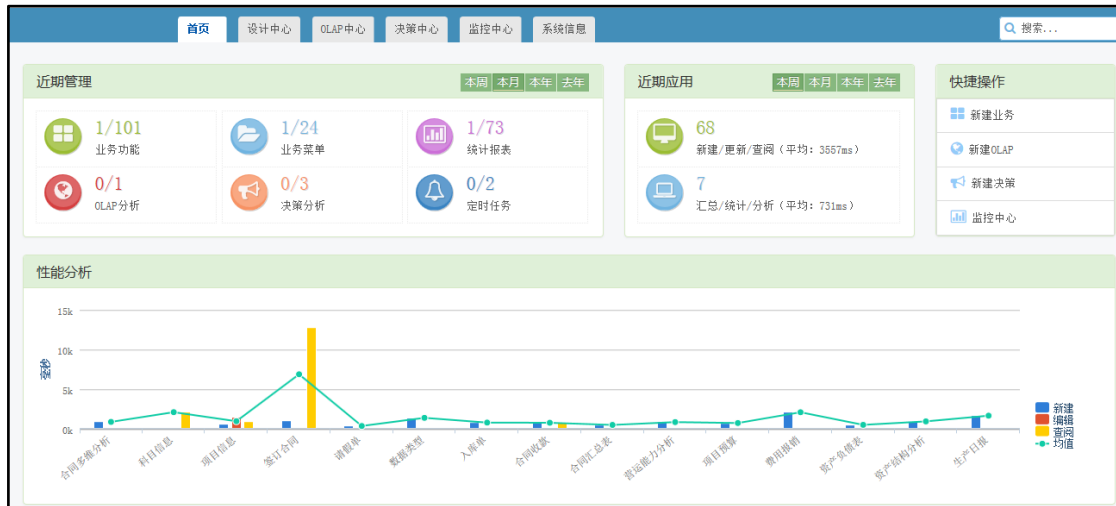 首页 设计中心 OLAP中心 决策中心 监控中心 系统信息 搜索...
近期管理 本周 本月 本年 去年
1/101
业务功能
1/24
业务菜单
1/73
统计报表
0/1
OLAP分析
0/3
决策分析
0/2
定时任务
近期应用 本周 本月 本年 去年
68
新建/更新/查阅（平均：3557ms）
7
汇总/统计/分析（平均：731ms）
快捷操作
新建业务
新建OLAP
新建决策
监控中心
性能分析
毫秒
15k
10k
5k
0k
合同多维分析
科目信息
项目信息
签订合同
请假单
数据类型
入库单
合同收款
合同汇总表
营运能力分析
项目预算
费用报销
资产负债表
资产结构分析
生产日报
新建
编辑
查阅
均值